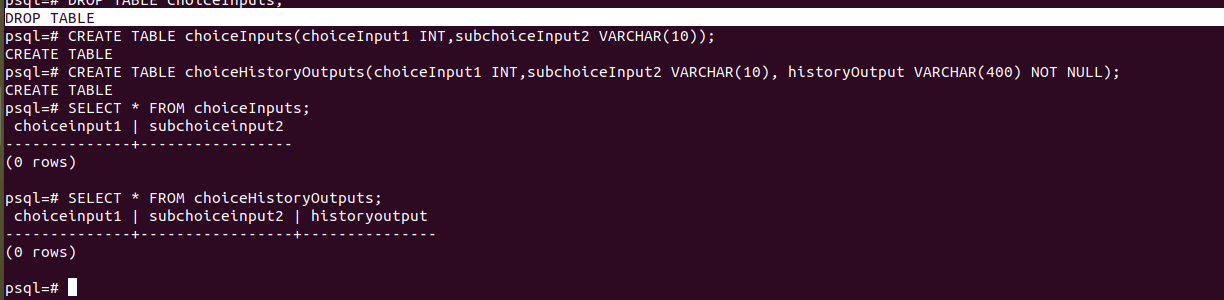 psql=# DROP TABLE choiceInputs;
DROP TABLE
psql=# CREATE TABLE choiceInputs(choiceInput1 INT,subchoiceInput2 VARCHAR(10));
CREATE TABLE
psql=# CREATE TABLE choiceHistoryOutputs(choiceInput1 INT,subchoiceInput2 VARCHAR(10), historyOutput VARCHAR(400) NOT NULL);
CREATE TABLE
psql=# SELECT * FROM choiceInputs;
 choiceinput1 | subchoiceinput2
--------------+-----------------
(0 rows)

psql=# SELECT * FROM choiceHistoryOutputs;
 choiceinput1 | subchoiceinput2 | historyoutput
--------------+-----------------+---------------
(0 rows)

psql=#